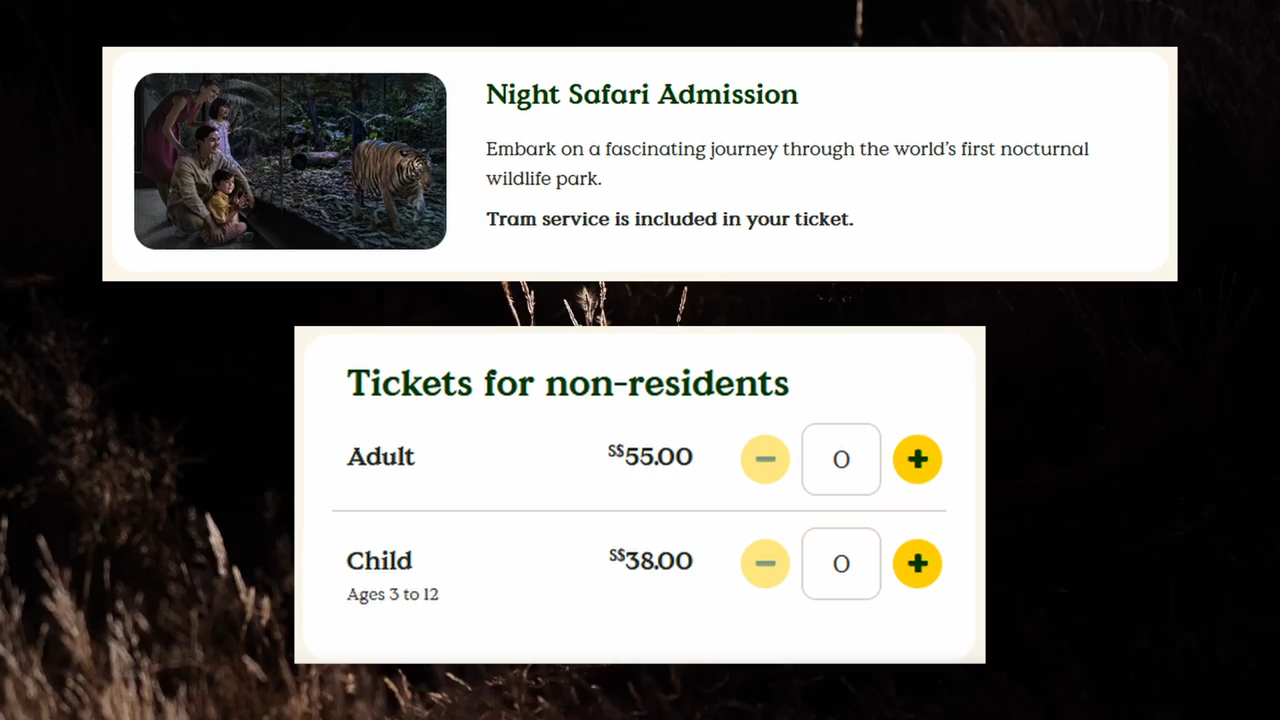 Night Safari Admission
Embark on a fascinating journey through the world's first nocturnal
wildlife park.
Tram service is included in your ticket.
Tickets for non-residents
Adult S$55.00 0
Child S$38.00 0
Ages 3 to 12